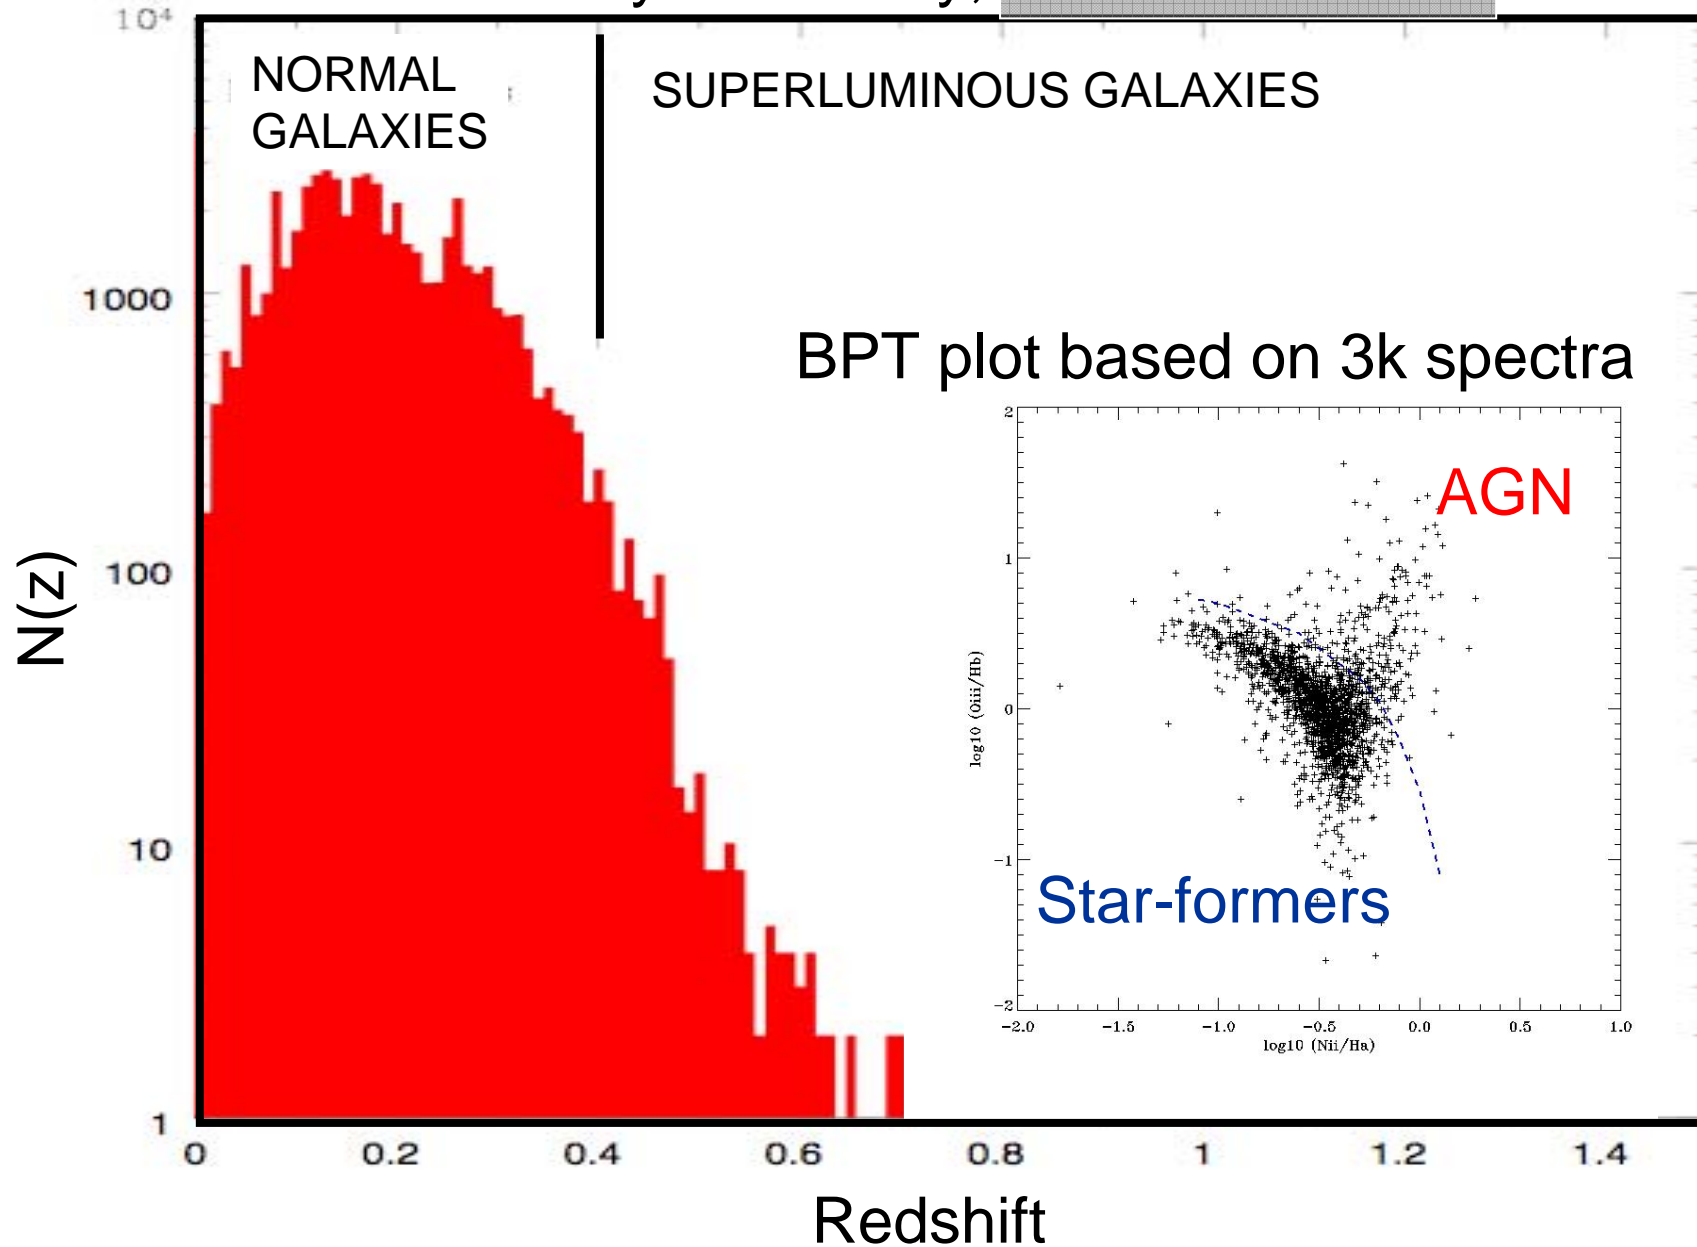 10⁴
NORMAL
GALAXIES
SUPERLUMINOUS GALAXIES
1000
BPT plot based on 3k spectra
2
AGN
1
100
N(z)
log10 (Oiii/Hb)
0
10
-1
Star-formers
-2
-2.0 -1.5 -1.0 -0.5 0.0 0.5 1.0
log10 (Nii/Ha)
1
0 0.2 0.4 0.6 0.8 1 1.2 1.4
Redshift